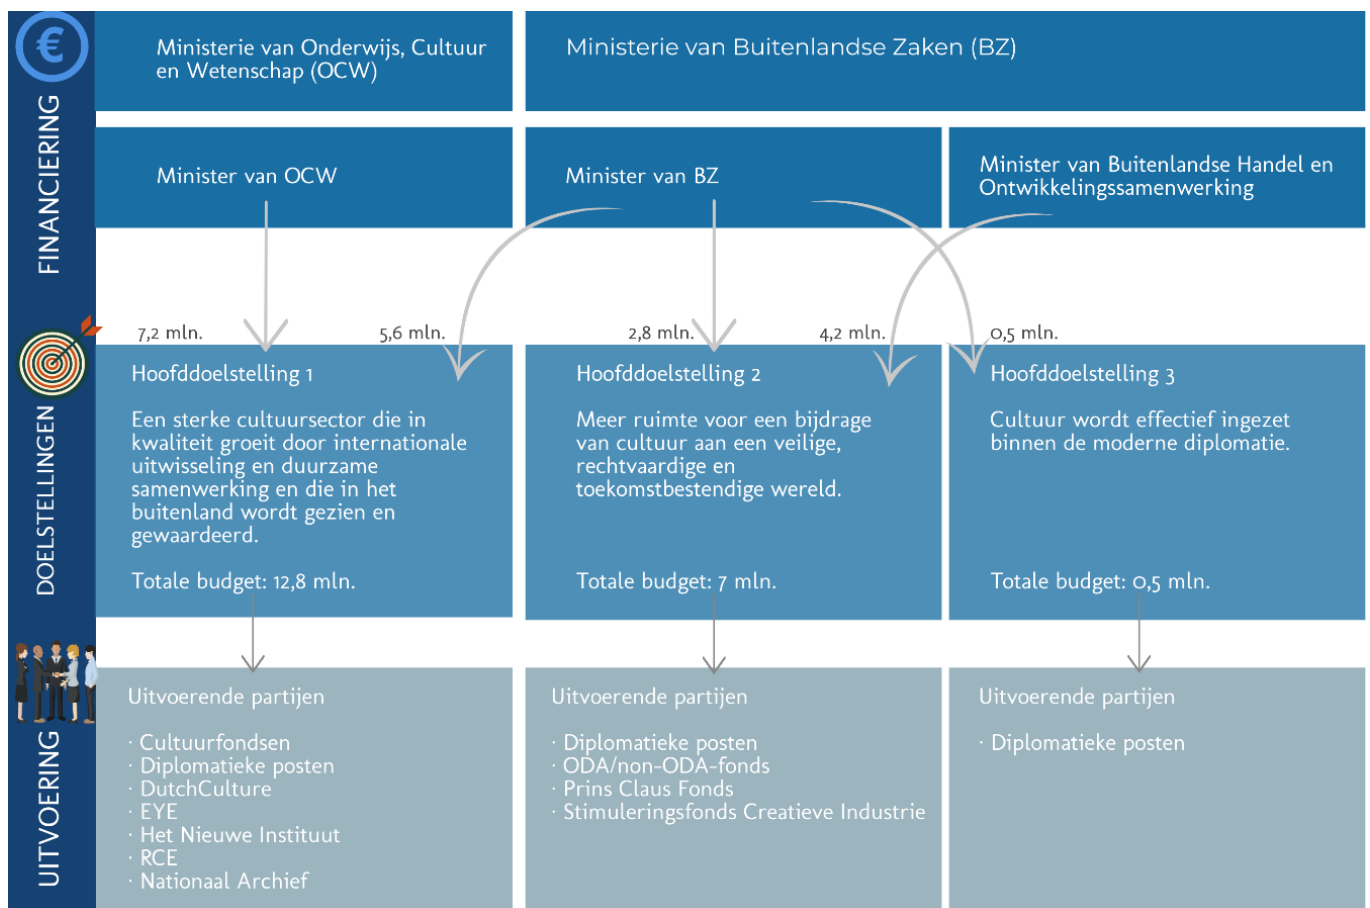 €
FINANCIERING
Ministerie van Onderwijs, Cultuur
en Wetenschap (OCW)
Ministerie van Buitenlandse Zaken (BZ)
Minister van OCW
Minister van BZ
Minister van Buitenlandse Handel en
Ontwikkelingssamenwerking
DOELSTELLINGEN
7,2 mln.
5,6 mln.
2,8 mln.
4,2 mln.
0,5 mln.
Hoofddoelstelling 1
Een sterke cultuursector die in
kwaliteit groeit door internationale
uitwisseling en duurzame
samenwerking en die in het
buitenland wordt gezien en
gewaardeerd.
Totale budget: 12,8 mln.
Hoofddoelstelling 2
Meer ruimte voor een bijdrage
van cultuur aan een veilige,
rechtvaardige en
toekomstbestendige wereld.
Totale budget: 7 mln.
Hoofddoelstelling 3
Cultuur wordt effectief ingezet
binnen de moderne diplomatie.
Totale budget: 0,5 mln.
UITVOERING
Uitvoerende partijen
· Cultuurfondsen
· Diplomatieke posten
· DutchCulture
· EYE
· Het Nieuwe Instituut
· RCE
· Nationaal Archief
Uitvoerende partijen
· Diplomatieke posten
· ODA/non-ODA-fonds
· Prins Claus Fonds
· Stimuleringsfonds Creatieve Industrie
Uitvoerende partijen
· Diplomatieke posten